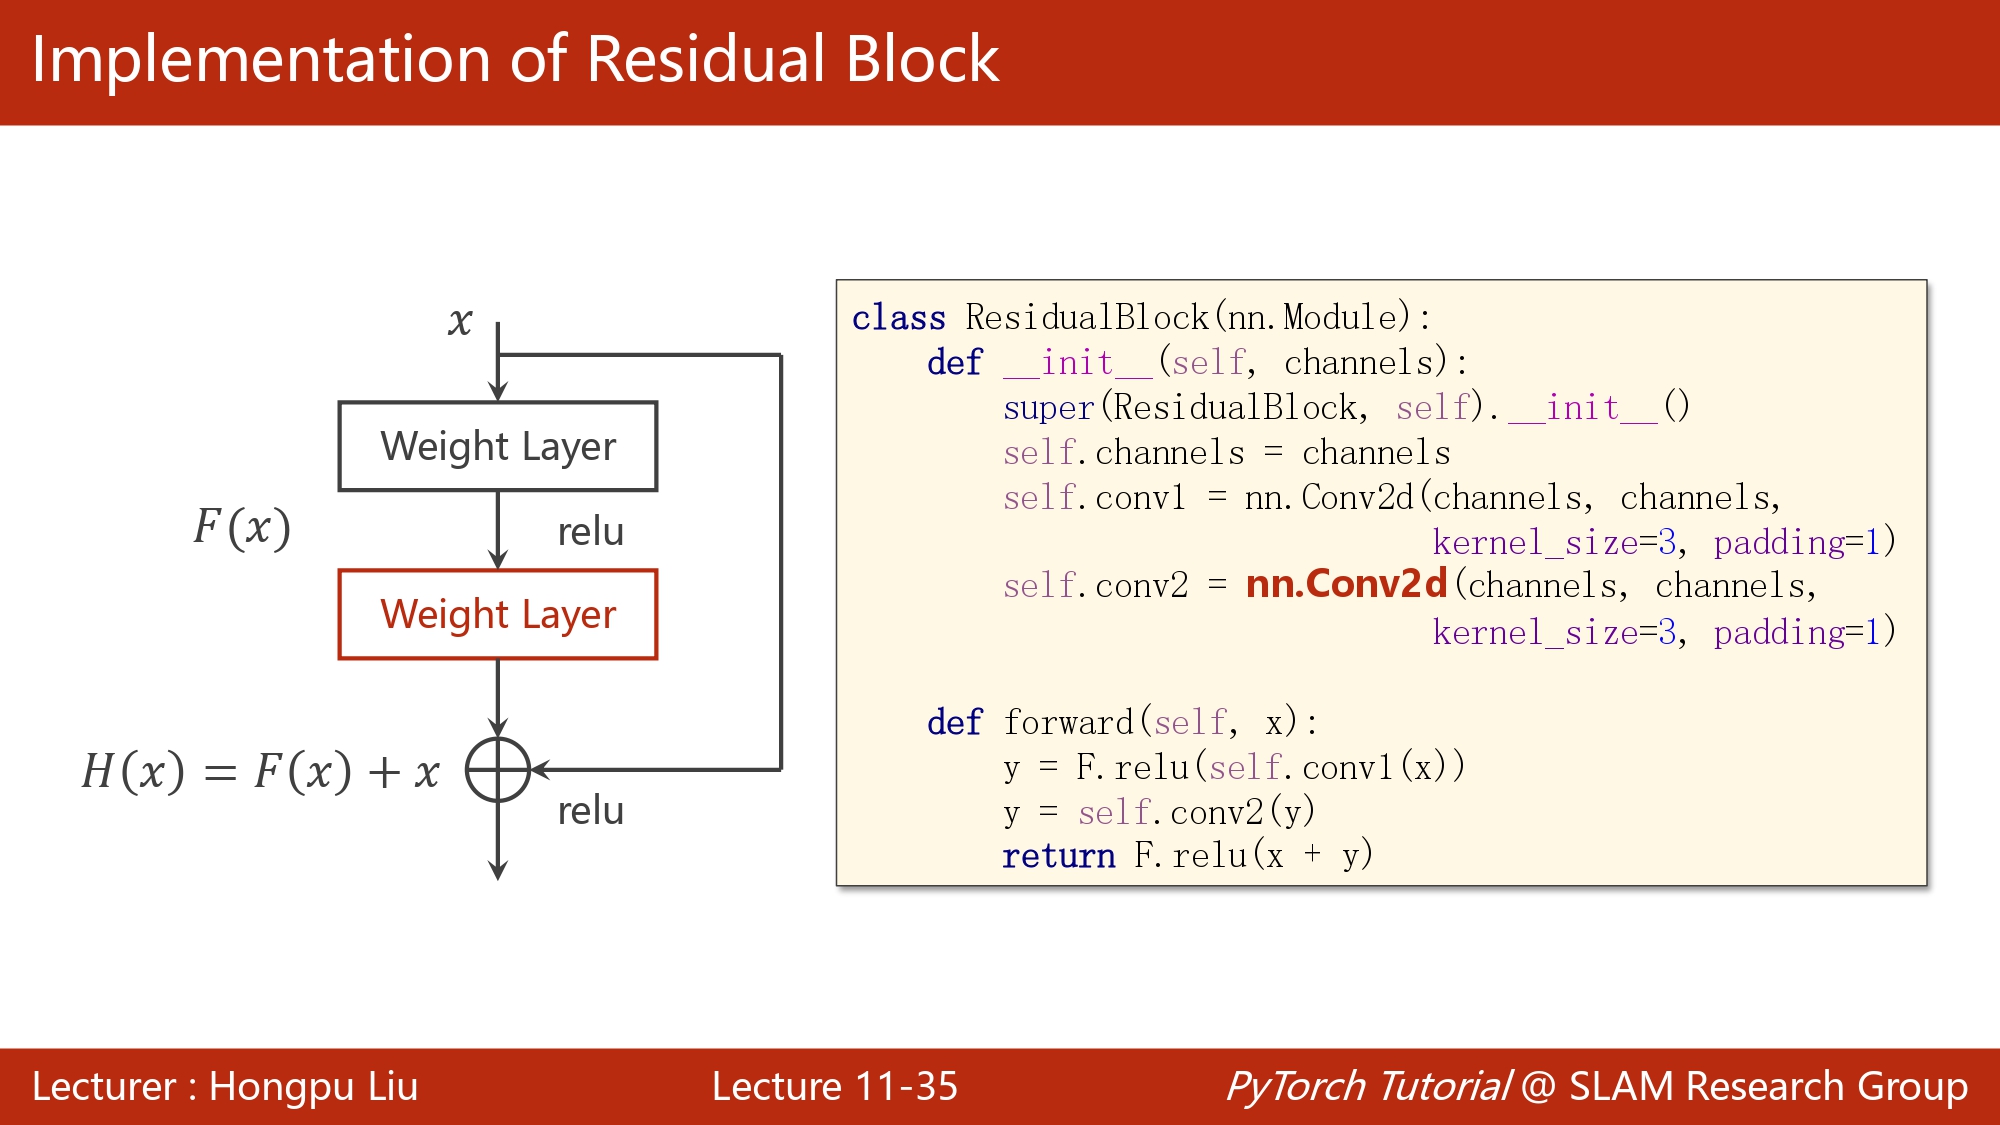 Implementation of Residual Block
x
Weight Layer
F(x)
relu
Weight Layer
H(x) = F(x) + x
relu
class ResidualBlock(nn.Module):
    def __init__(self, channels):
        super(ResidualBlock, self).__init__()
        self.channels = channels
        self.conv1 = nn.Conv2d(channels, channels,
                               kernel_size=3, padding=1)
        self.conv2 = nn.Conv2d(channels, channels,
                               kernel_size=3, padding=1)
    def forward(self, x):
        y = F.relu(self.conv1(x))
        y = self.conv2(y)
        return F.relu(x + y)
Lecturer : Hongpu Liu
Lecture 11-35
PyTorch Tutorial @ SLAM Research Group